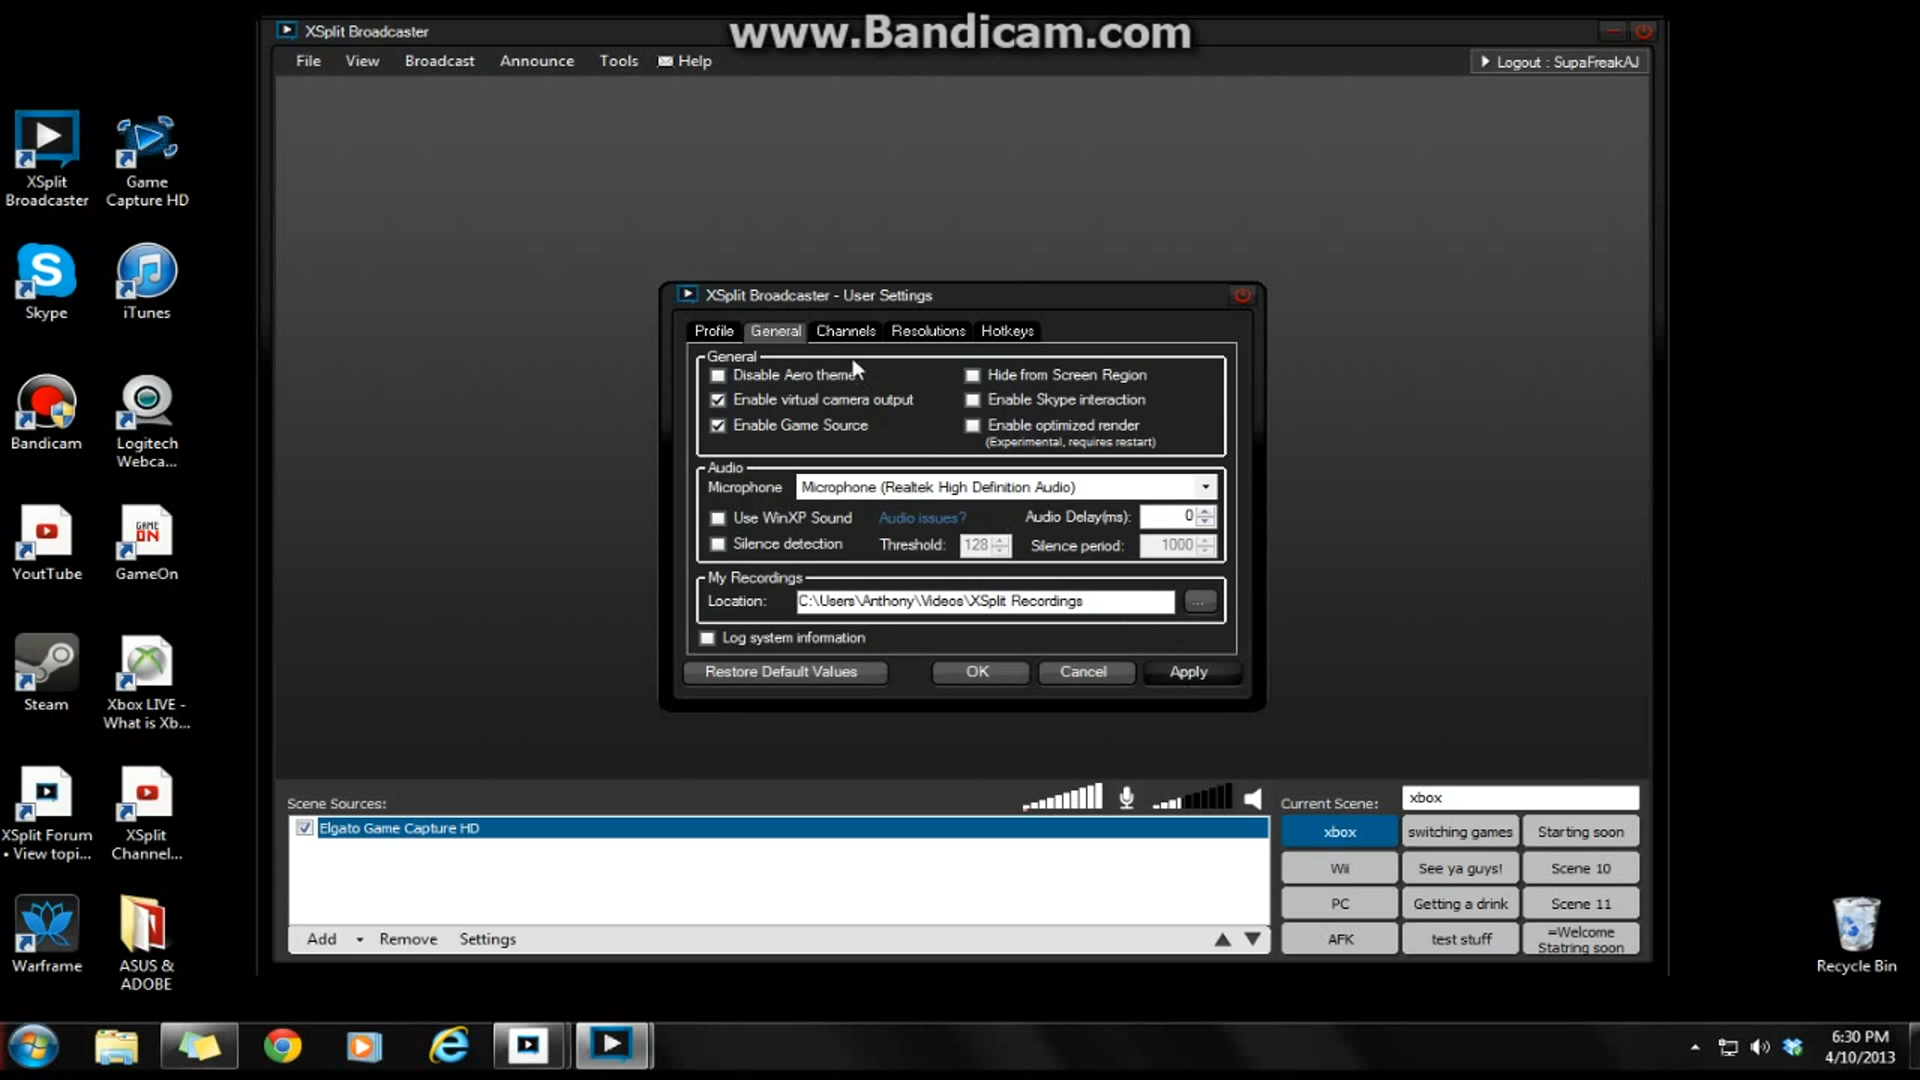 www.Bandicam.com
XSplit Broadcaster
File View Broadcast Announce Tools Help
Logout : SupaFreakAJ
XSplit Broadcaster
Game Capture HD
Skype
iTunes
Bandicam
Logitech Webca...
YoutTube
GAME ON
GameOn
Steam
Xbox LIVE - What is Xb...
XSplit Forum • View topi...
XSplit Channel...
Warframe
ASUS & ADOBE
XSplit Broadcaster - User Settings
Profile General Channels Resolutions Hotkeys
General
Disable Aero theme
Hide from Screen Region
Enable virtual camera output
Enable Skype interaction
Enable Game Source
Enable optimized render
(Experimental, requires restart)
Audio
Microphone Microphone (Realtek High Definition Audio)
Use WinXP Sound Audio issues? Audio Delay(ms): 0
Silence detection Threshold: 128 Silence period: 1000
My Recordings
Location: C:\Users\Anthony\Videos\XSplit Recordings ...
Log system information
Restore Default Values OK Cancel Apply
Scene Sources:
Elgato Game Capture HD
Add Remove Settings
Current Scene: xbox
xbox switching games Starting soon
Wii See ya guys! Scene 10
PC Getting a drink Scene 11
AFK test stuff =Welcome Statring soon
Recycle Bin
6:30 PM
4/10/2013